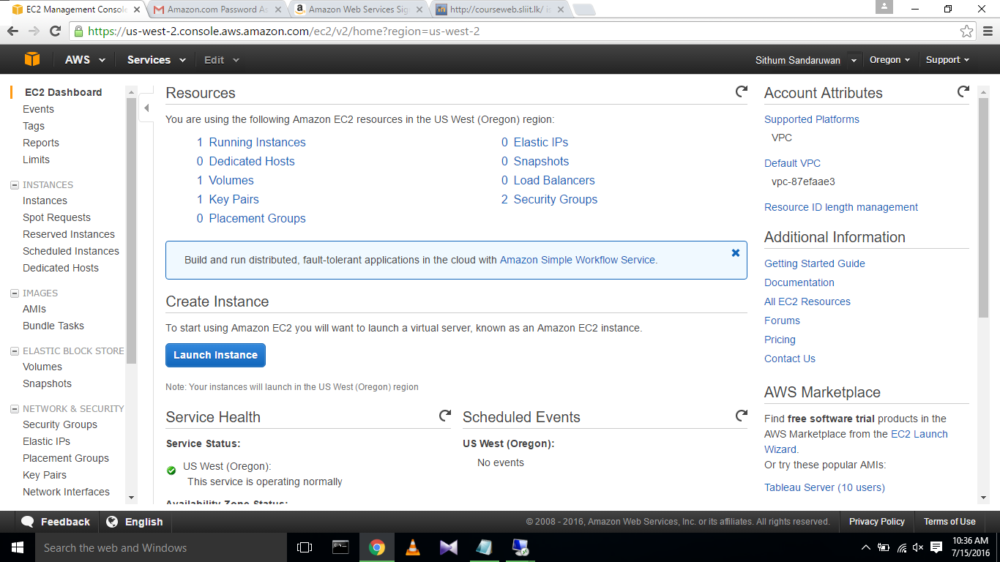 EC2 Management Console
Amazon.com Password As
Amazon Web Services Sig
http://courseweb.sliit.lk/ is
https://us-west-2.console.aws.amazon.com/ec2/v2/home?region=us-west-2
AWS
Services
Edit
Sithum Sandaruwan
Oregon
Support
EC2 Dashboard
Events
Tags
Reports
Limits
INSTANCES
Instances
Spot Requests
Reserved Instances
Scheduled Instances
Dedicated Hosts
IMAGES
AMIs
Bundle Tasks
ELASTIC BLOCK STORE
Volumes
Snapshots
NETWORK & SECURITY
Security Groups
Elastic IPs
Placement Groups
Key Pairs
Network Interfaces
Resources
You are using the following Amazon EC2 resources in the US West (Oregon) region:
1 Running Instances
0 Elastic IPs
0 Dedicated Hosts
0 Snapshots
1 Volumes
0 Load Balancers
1 Key Pairs
2 Security Groups
0 Placement Groups
Build and run distributed, fault-tolerant applications in the cloud with Amazon Simple Workflow Service.
Create Instance
To start using Amazon EC2 you will want to launch a virtual server, known as an Amazon EC2 instance.
Launch Instance
Note: Your instances will launch in the US West (Oregon) region
Service Health
Service Status:
US West (Oregon):
This service is operating normally
Availability Zone Status:
Scheduled Events
US West (Oregon):
No events
Account Attributes
Supported Platforms
VPC
Default VPC
vpc-87efaae3
Resource ID length management
Additional Information
Getting Started Guide
Documentation
All EC2 Resources
Forums
Pricing
Contact Us
AWS Marketplace
Find free software trial products in the
AWS Marketplace from the EC2 Launch
Wizard.
Or try these popular AMIs:
Tableau Server (10 users)
Feedback
English
© 2008 - 2016, Amazon Web Services, Inc. or its affiliates. All rights reserved.
Privacy Policy
Terms of Use
Search the web and Windows
10:36 AM
7/15/2016